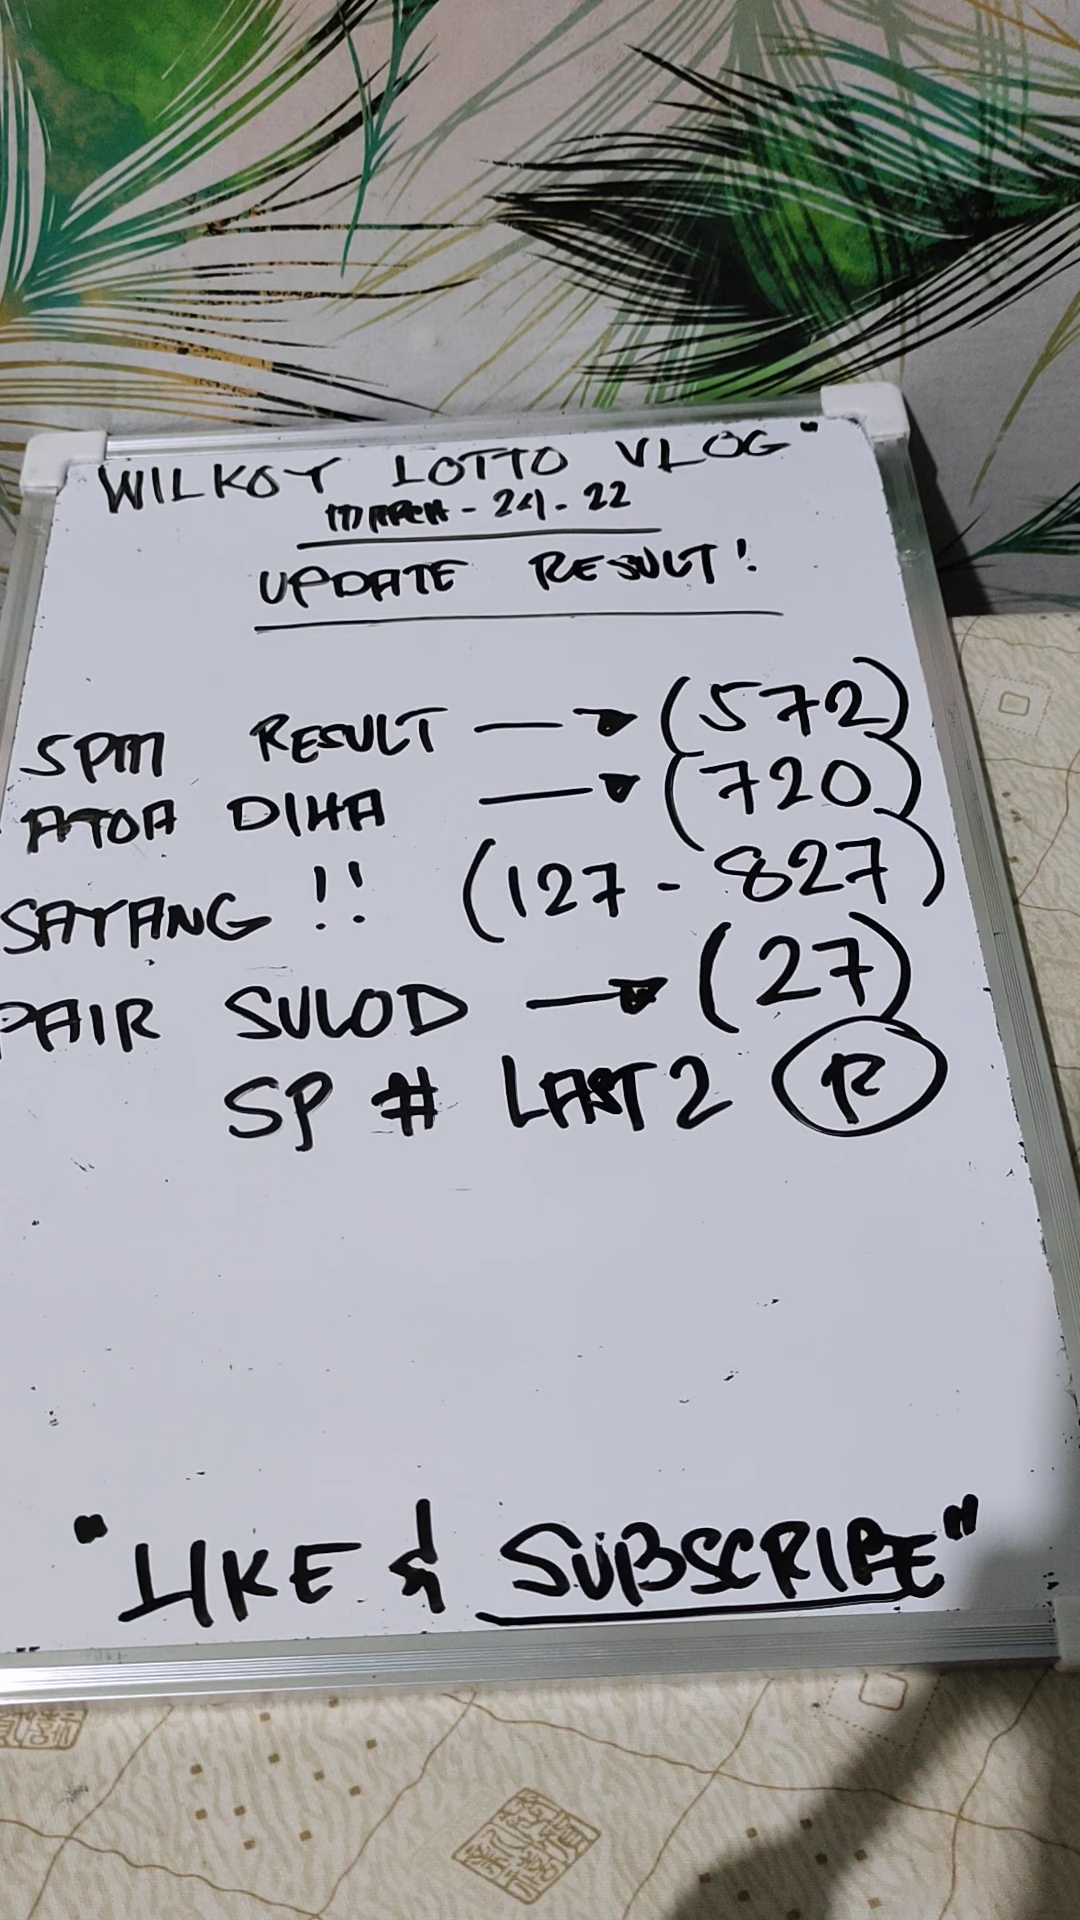 WILKOY LOTTO VLOG"
MARCH - 24 - 22
UPDATE RESULT!
5PM RESULT → (572)
ATOA DIHA → (720)
SAYANG !! (127 - 827)
PAIR SULOD → (27)
SP # LAST 2 (R)
"LIKE & SUBSCRIBE"